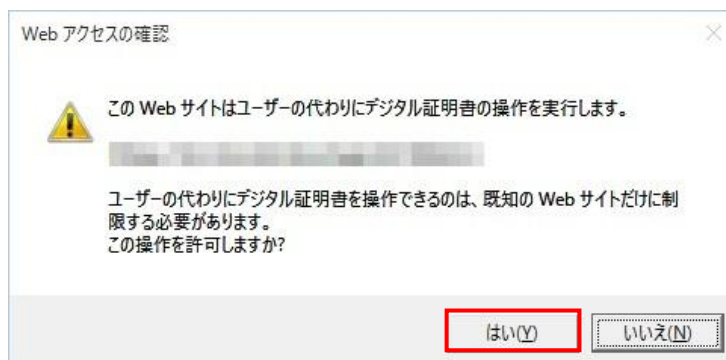 Web アクセスの確認
この Web サイトはユーザーの代わりにデジタル証明書の操作を実行します。
ユーザーの代わりにデジタル証明書を操作できるのは、既知の Web サイトだけに制
限する必要があります。
この操作を許可しますか?
はい(Y)
いいえ(N)